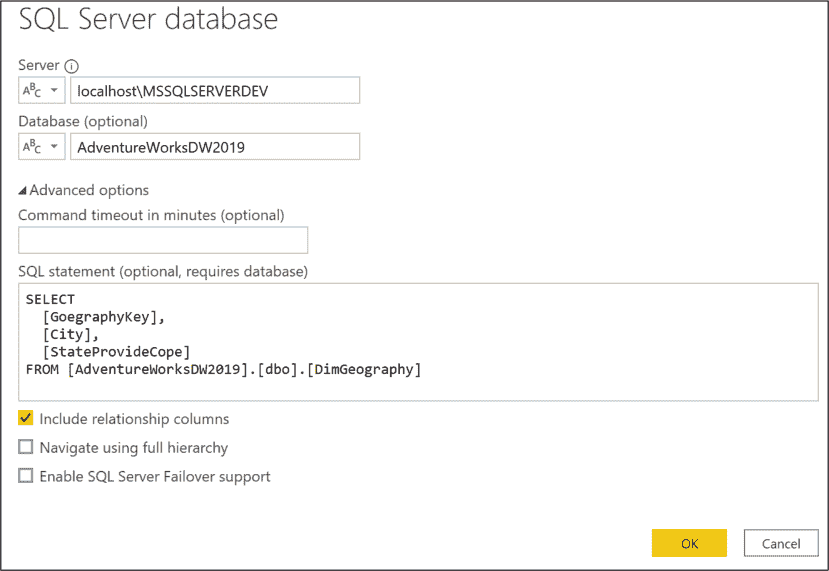 SQL Server database
Server
ABC localhost\MSSQLSERVERDEV
Database (optional)
ABC AdventureWorksDW2019
Advanced options
Command timeout in minutes (optional)
SQL statement (optional, requires database)
SELECT
[GoegraphyKey],
[City],
[StateProvideCope]
FROM [AdventureWorksDW2019].[dbo].[DimGeography]
Include relationship columns
Navigate using full hierarchy
Enable SQL Server Failover support
OK Cancel